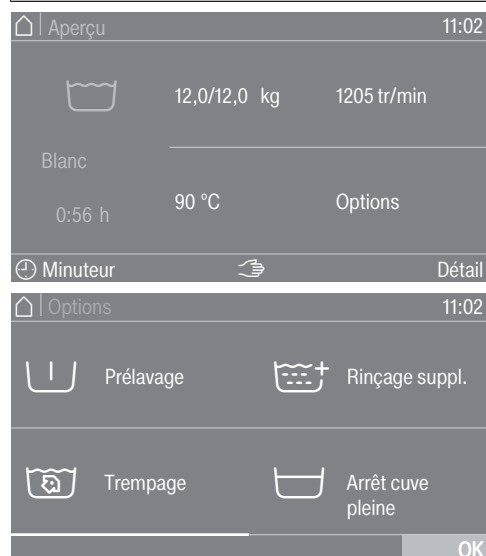 Aperçu 11:02
12,0/12,0 kg 1205 tr/min
Blanc
0:56 h
90 °C Options
Minuteur Détail
Options 11:02
Prélavage Rinçage suppl.
Trempage Arrêt cuve
pleine
OK